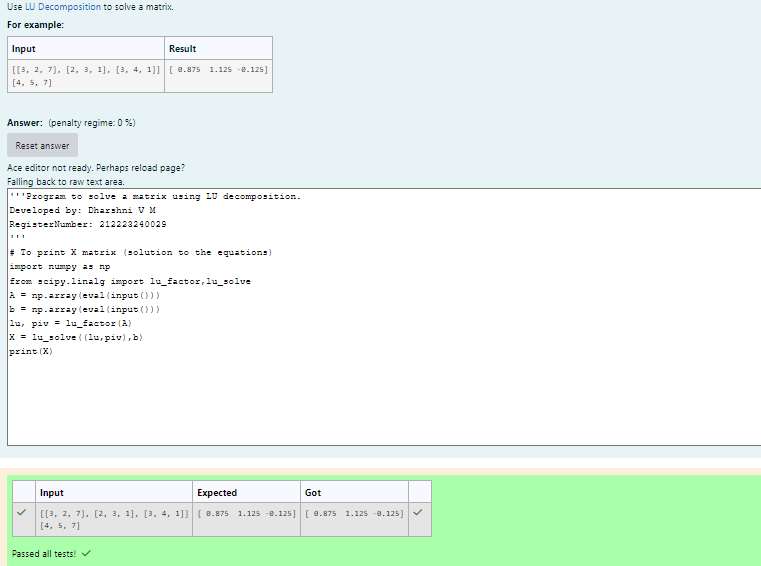 Use LU Decomposition to solve a matrix.
For example:
Input Result
[[3, 2, 7], [2, 3, 1], [3, 4, 1]] [ 0.875 1.125 -0.125]
[4, 5, 7]
Answer: (penalty regime: 0 %)
Reset answer
Ace editor not ready. Perhaps reload page?
Falling back to raw text area.
'''Program to solve a matrix using LU decomposition.
Developed by: Dharshni V M
RegisterNumber: 212223240029
'''
# To print X matrix (solution to the equations)
import numpy as np
from scipy.linalg import lu_factor,lu_solve
A = np.array(eval(input()))
b = np.array(eval(input()))
lu, piv = lu_factor(A)
X = lu_solve((lu,piv),b)
print(X)
Input Expected Got
[[3, 2, 7], [2, 3, 1], [3, 4, 1]] [ 0.875 1.125 -0.125] [ 0.875 1.125 -0.125]
[4, 5, 7]
Passed all tests!